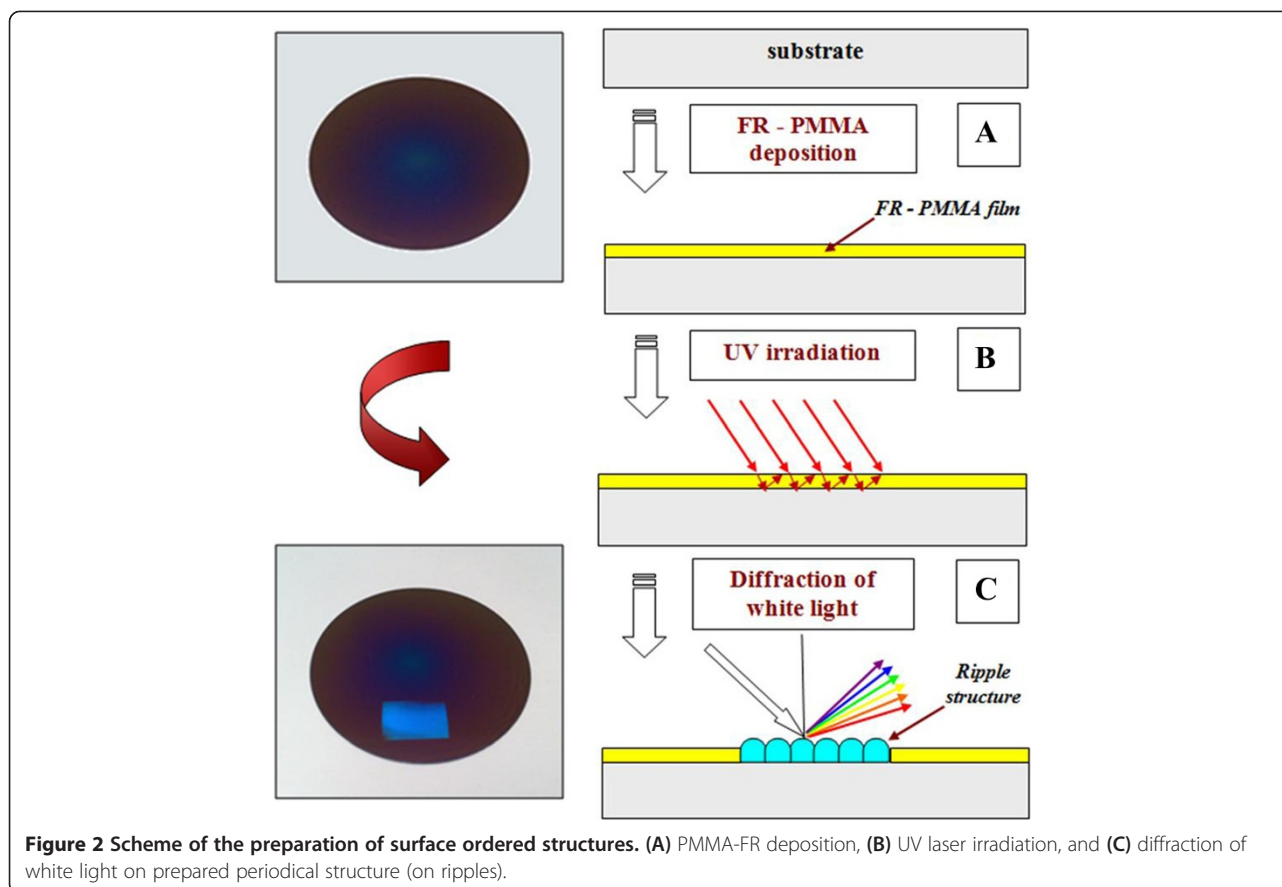 substrate
FR - PMMA
deposition
A
FR - PMMA film
UV irradiation
B
Diffraction of
white light
C
Ripple
structure
Figure 2 Scheme of the preparation of surface ordered structures. (A) PMMA-FR deposition, (B) UV laser irradiation, and (C) diffraction of
white light on prepared periodical structure (on ripples).